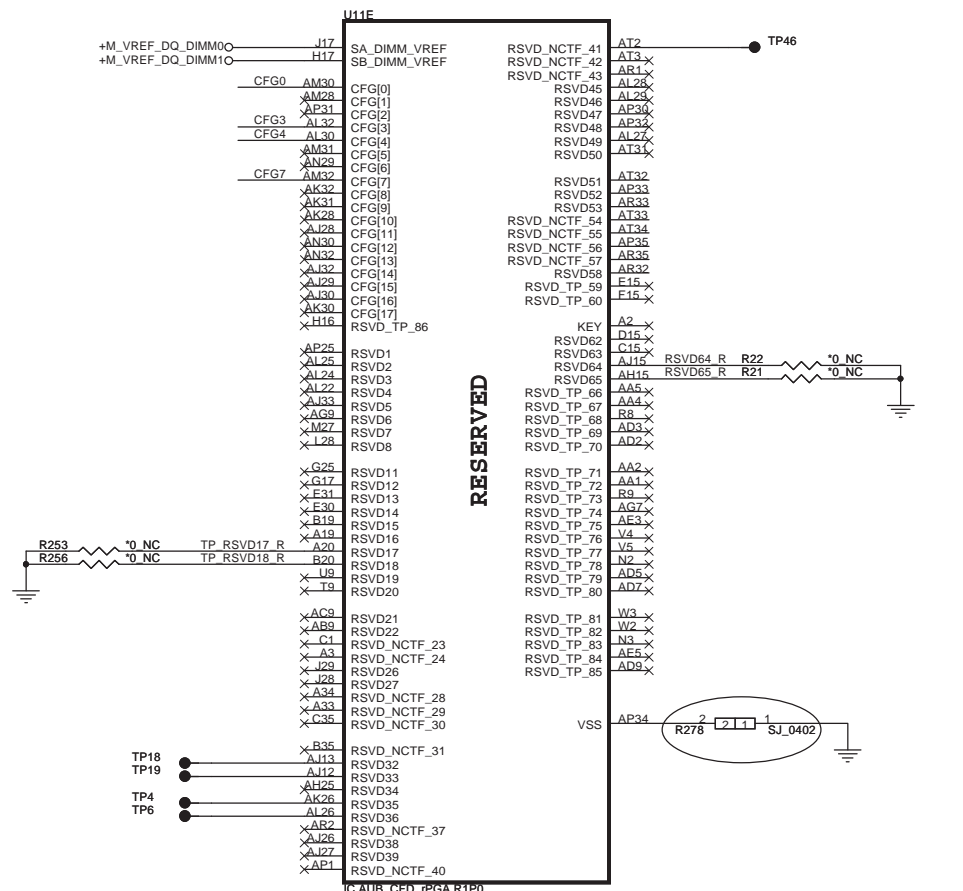 U11E
+M_VREF_DQ_DIMM0 J17 SA_DIMM_VREF RSVD_NCTF_41 AT2 TP46
+M_VREF_DQ_DIMM1 H17 SB_DIMM_VREF RSVD_NCTF_42 AT3
RSVD_NCTF_43 AR1
CFG0 AM30 CFG[0] RSVD45 AL28
AM28 CFG[1] RSVD46 AL29
AP31 CFG[2] RSVD47 AP30
CFG3 AL32 CFG[3] RSVD48 AP32
CFG4 AL30 CFG[4] RSVD49 AL27
AM31 CFG[5] RSVD50 AT31
AN29 CFG[6]
CFG7 AM32 CFG[7] RSVD51 AT32
AK32 CFG[8] RSVD52 AP33
AK31 CFG[9] RSVD53 AR33
AK28 CFG[10] RSVD_NCTF_54 AT33
AJ28 CFG[11] RSVD_NCTF_55 AT34
AN30 CFG[12] RSVD_NCTF_56 AP35
AN32 CFG[13] RSVD_NCTF_57 AR35
AJ32 CFG[14] RSVD58 AR32
AJ29 CFG[15] RSVD_TP_59 E15
AJ30 CFG[16] RSVD_TP_60 F15
AK30 CFG[17]
H16 RSVD_TP_86 KEY A2
RSVD62 D15
AP25 RSVD1 RSVD63 C15
AL25 RSVD2 RSVD64 AJ15 RSVD64_R R22 *0_NC
AL24 RSVD3 RSVD65 AH15 RSVD65_R R21 *0_NC
AL22 RSVD4 RSVD_TP_66 AA5
AJ33 RSVD5 RSVD_TP_67 AA4
AG9 RSVD6 RSVD_TP_68 R8
M27 RSVD7 RSVD_TP_69 AD3
L28 RSVD8 RSVD_TP_70 AD2
RESERVED
G25 RSVD11 RSVD_TP_71 AA2
G17 RSVD12 RSVD_TP_72 AA1
E31 RSVD13 RSVD_TP_73 R9
E30 RSVD14 RSVD_TP_74 AG7
B19 RSVD15 RSVD_TP_75 AE3
A19 RSVD16 RSVD_TP_76 V4
R253 *0_NC TP_RSVD17_R A20 RSVD17 RSVD_TP_77 V5
R256 *0_NC TP_RSVD18_R B20 RSVD18 RSVD_TP_78 N2
U9 RSVD19 RSVD_TP_79 AD5
T9 RSVD20 RSVD_TP_80 AD7
AC9 RSVD21 RSVD_TP_81 W3
AB9 RSVD22 RSVD_TP_82 W2
C1 RSVD_NCTF_23 RSVD_TP_83 N3
A3 RSVD_NCTF_24 RSVD_TP_84 AE5
J29 RSVD26 RSVD_TP_85 AD9
J28 RSVD27
A34 RSVD_NCTF_28
A33 RSVD_NCTF_29
C35 RSVD_NCTF_30 VSS AP34 2 R278 2 1 1 SJ_0402
B35 RSVD_NCTF_31
TP18 AJ13 RSVD32
TP19 AJ12 RSVD33
AH25 RSVD34
TP4 AK26 RSVD35
TP6 AL26 RSVD36
AR2 RSVD_NCTF_37
AJ26 RSVD38
AJ27 RSVD39
AP1 RSVD_NCTF_40
IC,AUB_CFD_rPGA,R1P0